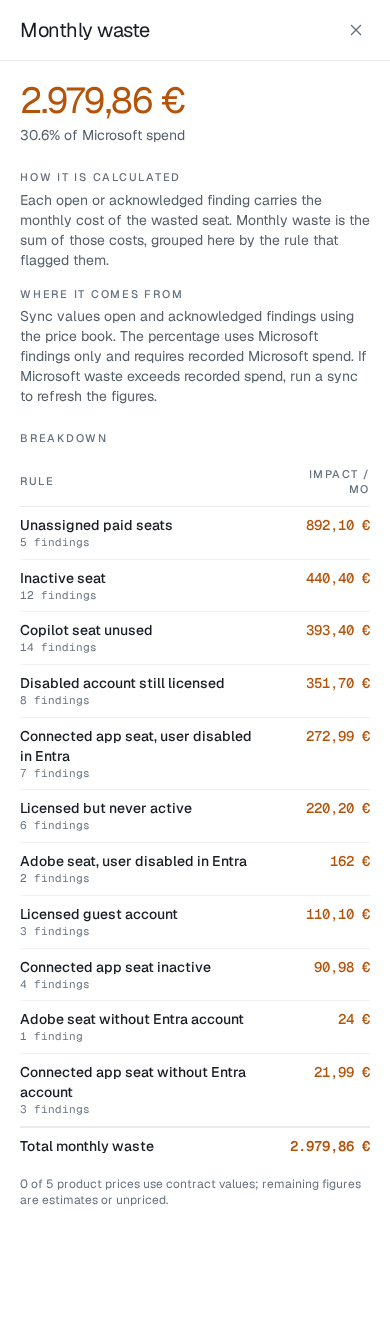 Monthly waste
2.979,86 €
30.6% of Microsoft spend
HOW IT IS CALCULATED
Each open or acknowledged finding carries the
monthly cost of the wasted seat. Monthly waste is the
sum of those costs, grouped here by the rule that
flagged them.
WHERE IT COMES FROM
Sync values open and acknowledged findings using
the price book. The percentage uses Microsoft
findings only and requires recorded Microsoft spend. If
Microsoft waste exceeds recorded spend, run a sync
to refresh the figures.
BREAKDOWN
RULE IMPACT /
MO
Unassigned paid seats 892,10 €
5 findings
Inactive seat 440,40 €
12 findings
Copilot seat unused 393,40 €
14 findings
Disabled account still licensed 351,70 €
8 findings
Connected app seat, user disabled 272,99 €
in Entra
7 findings
Licensed but never active 220,20 €
6 findings
Adobe seat, user disabled in Entra 162 €
2 findings
Licensed guest account 110,10 €
3 findings
Connected app seat inactive 90,98 €
4 findings
Adobe seat without Entra account 24 €
1 finding
Connected app seat without Entra 21,99 €
account
3 findings
Total monthly waste 2.979,86 €
0 of 5 product prices use contract values; remaining figures
are estimates or unpriced.